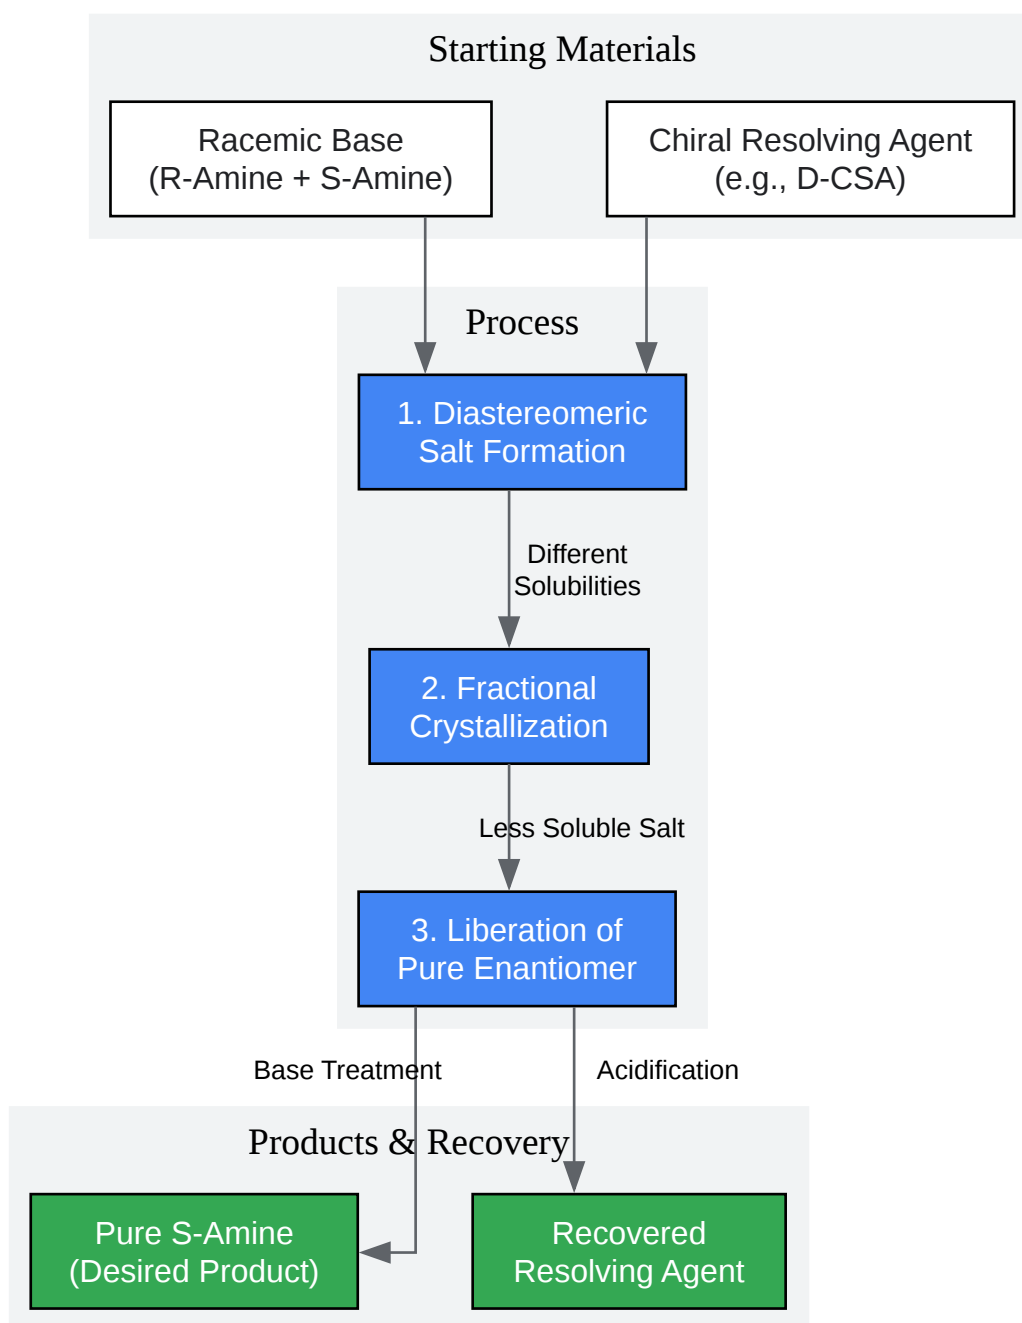 Starting Materials
Racemic Base
(R-Amine + S-Amine)
Chiral Resolving Agent
(e.g., D-CSA)
Process
1. Diastereomeric
Salt Formation
Different
Solubilities
2. Fractional
Crystallization
Less Soluble Salt
3. Liberation of
Pure Enantiomer
Base Treatment
Acidification
Products & Recovery
Pure S-Amine
(Desired Product)
Recovered
Resolving Agent